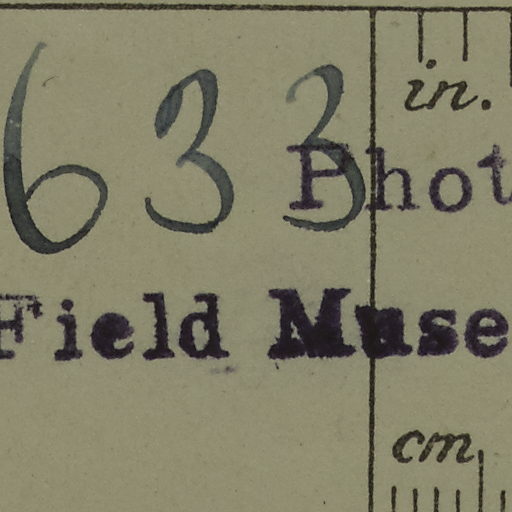 633
in.
Phot
Field Muse
cm